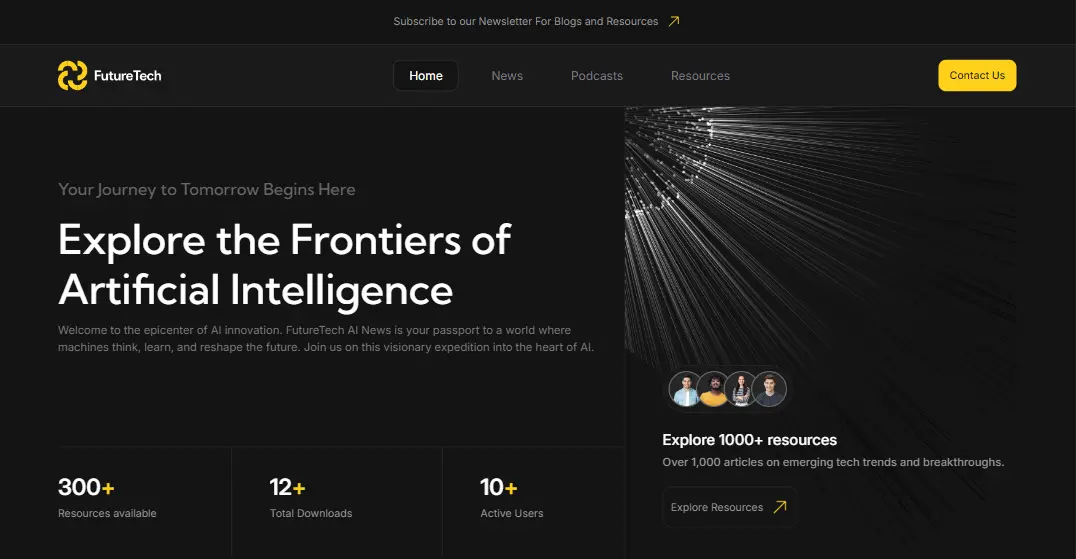 Subscribe to our Newsletter For Blogs and Resources
FutureTech
Home
News
Podcasts
Resources
Contact Us
Your Journey to Tomorrow Begins Here
Explore the Frontiers of
Artificial Intelligence
Welcome to the epicenter of AI innovation. FutureTech AI News is your passport to a world where
machines think, learn, and reshape the future. Join us on this visionary expedition into the heart of AI.
300+
Resources available
12+
Total Downloads
10+
Active Users
Explore 1000+ resources
Over 1,000 articles on emerging tech trends and breakthroughs.
Explore Resources